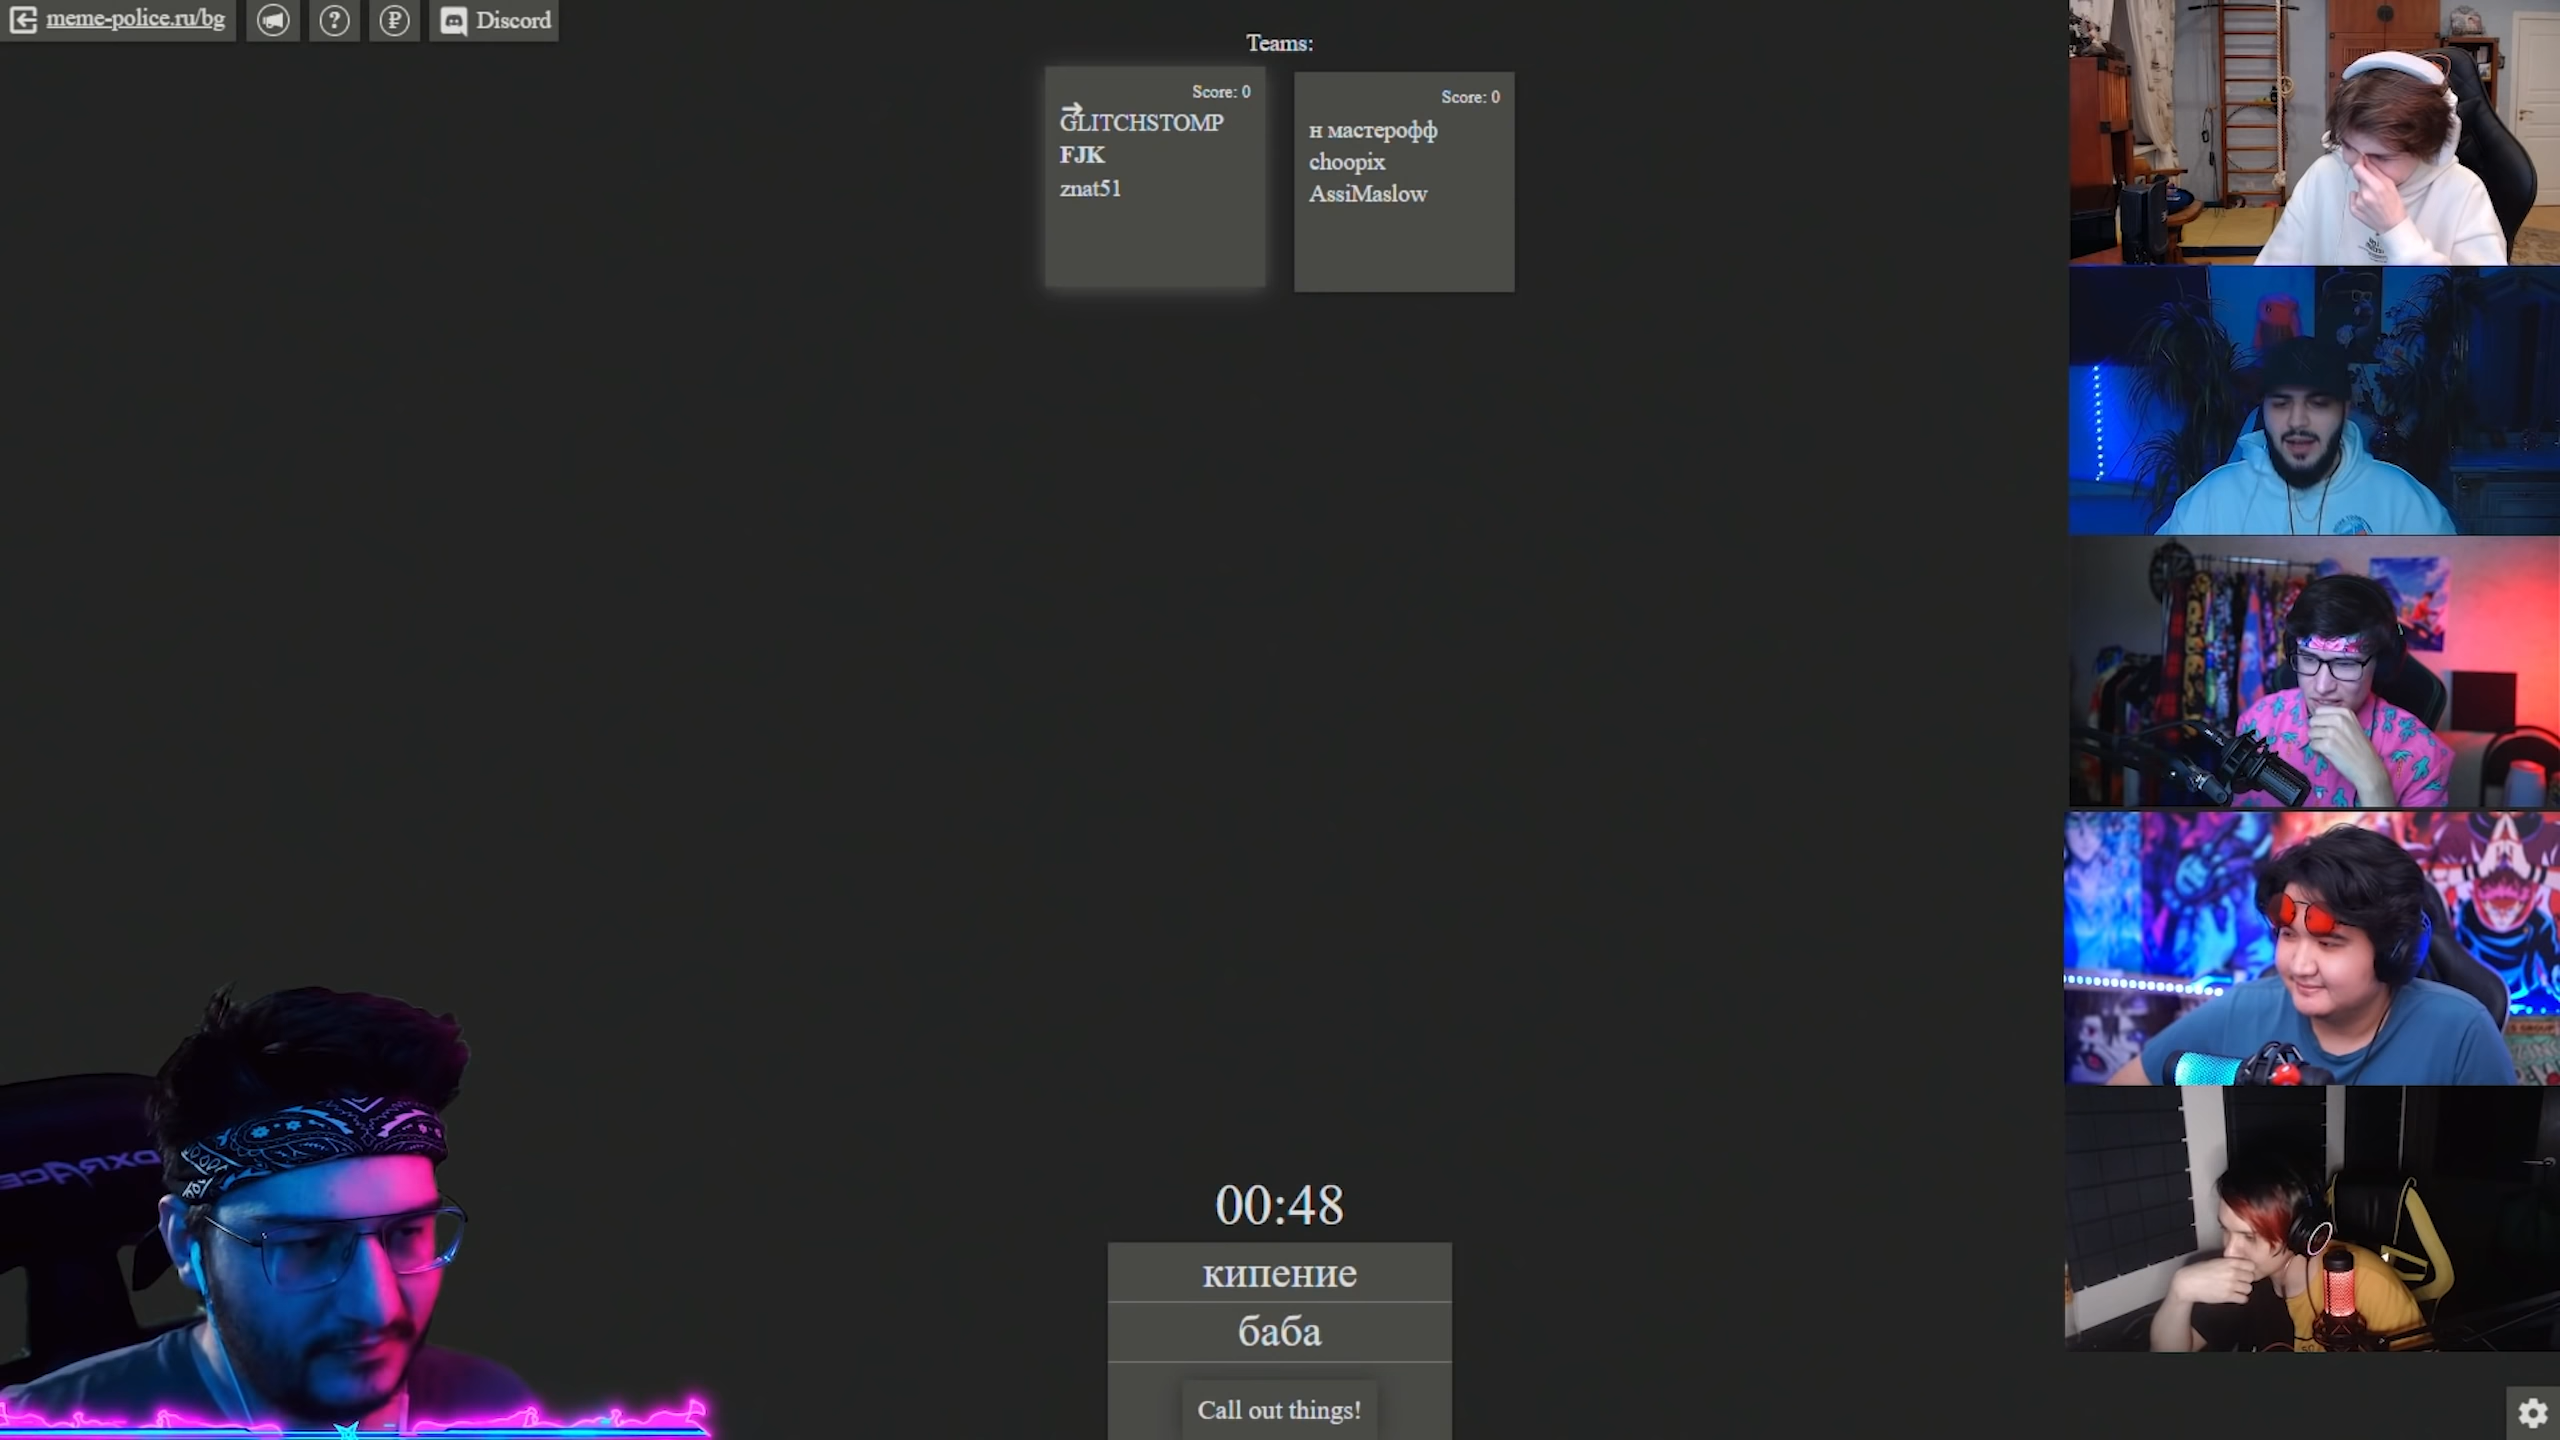 meme-police.ru/bg
Discord
Teams:
Score: 0
GLITCHSTOMP
FJK
znat51
Score: 0
н мастерофф
choopix
AssiMaslow
00:48
кипение
баба
Call out things!